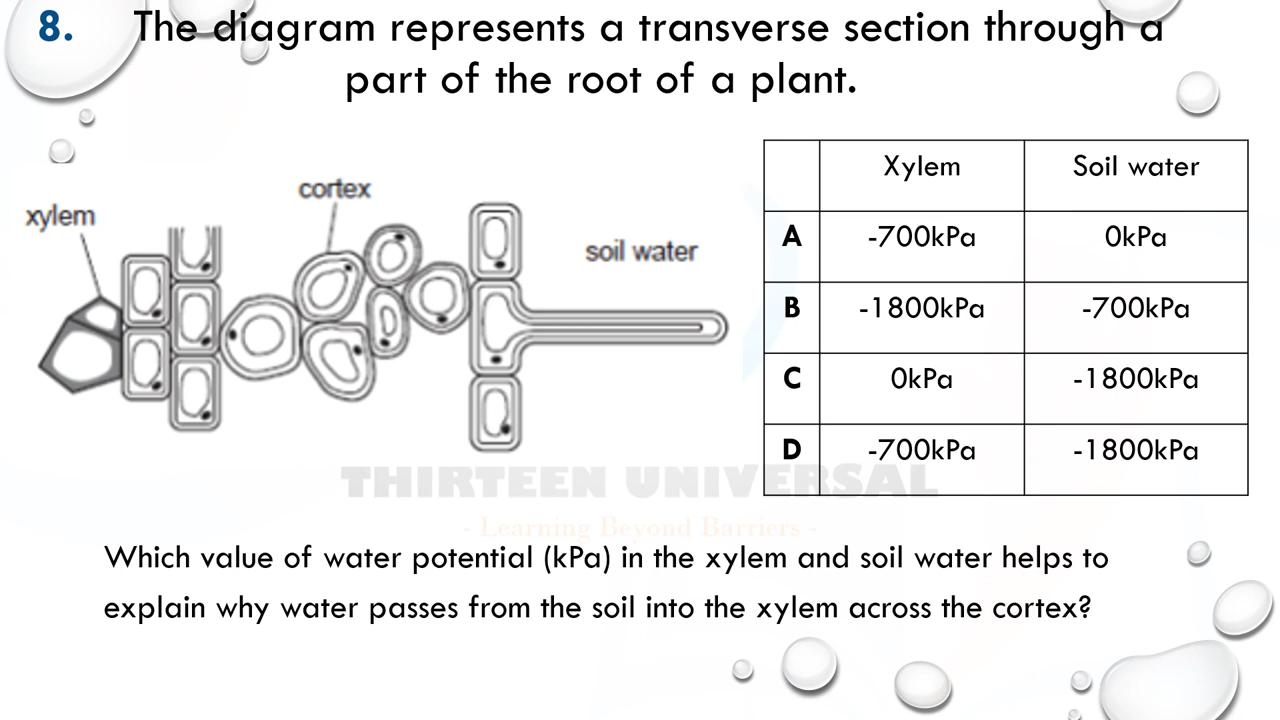 8. The diagram represents a transverse section through a
part of the root of a plant.
cortex
xylem
soil water
Xylem Soil water
A -700kPa 0kPa
B -1800kPa -700kPa
C 0kPa -1800kPa
D -700kPa -1800kPa
THIRTEEN UNIVERSAL
- Learning Beyond Barriers -
Which value of water potential (kPa) in the xylem and soil water helps to
explain why water passes from the soil into the xylem across the cortex?